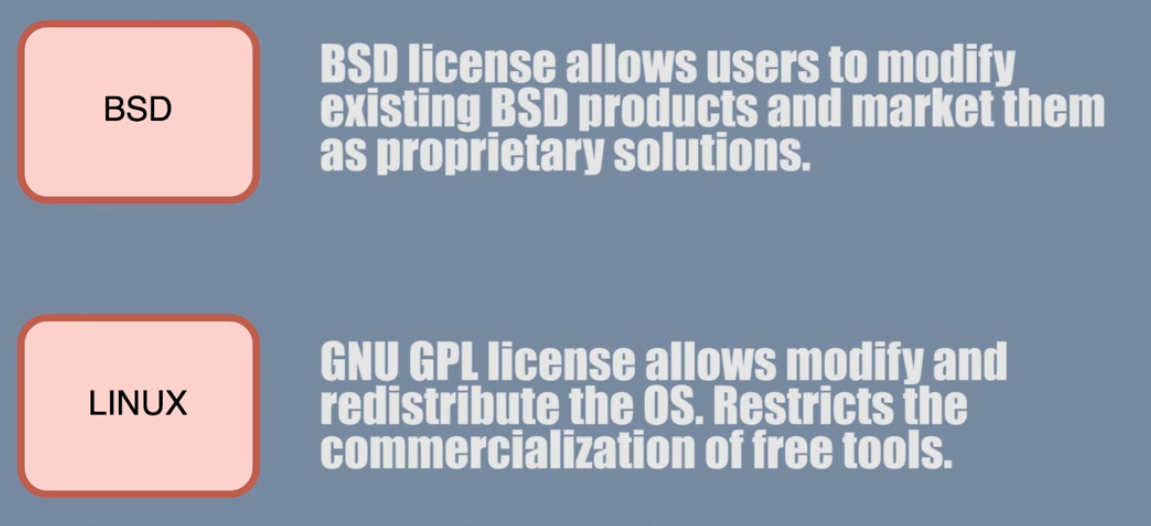 BSD
BSD license allows users to modify
existing BSD products and market them
as proprietary solutions.
LINUX
GNU GPL license allows modify and
redistribute the OS. Restricts the
commercialization of free tools.